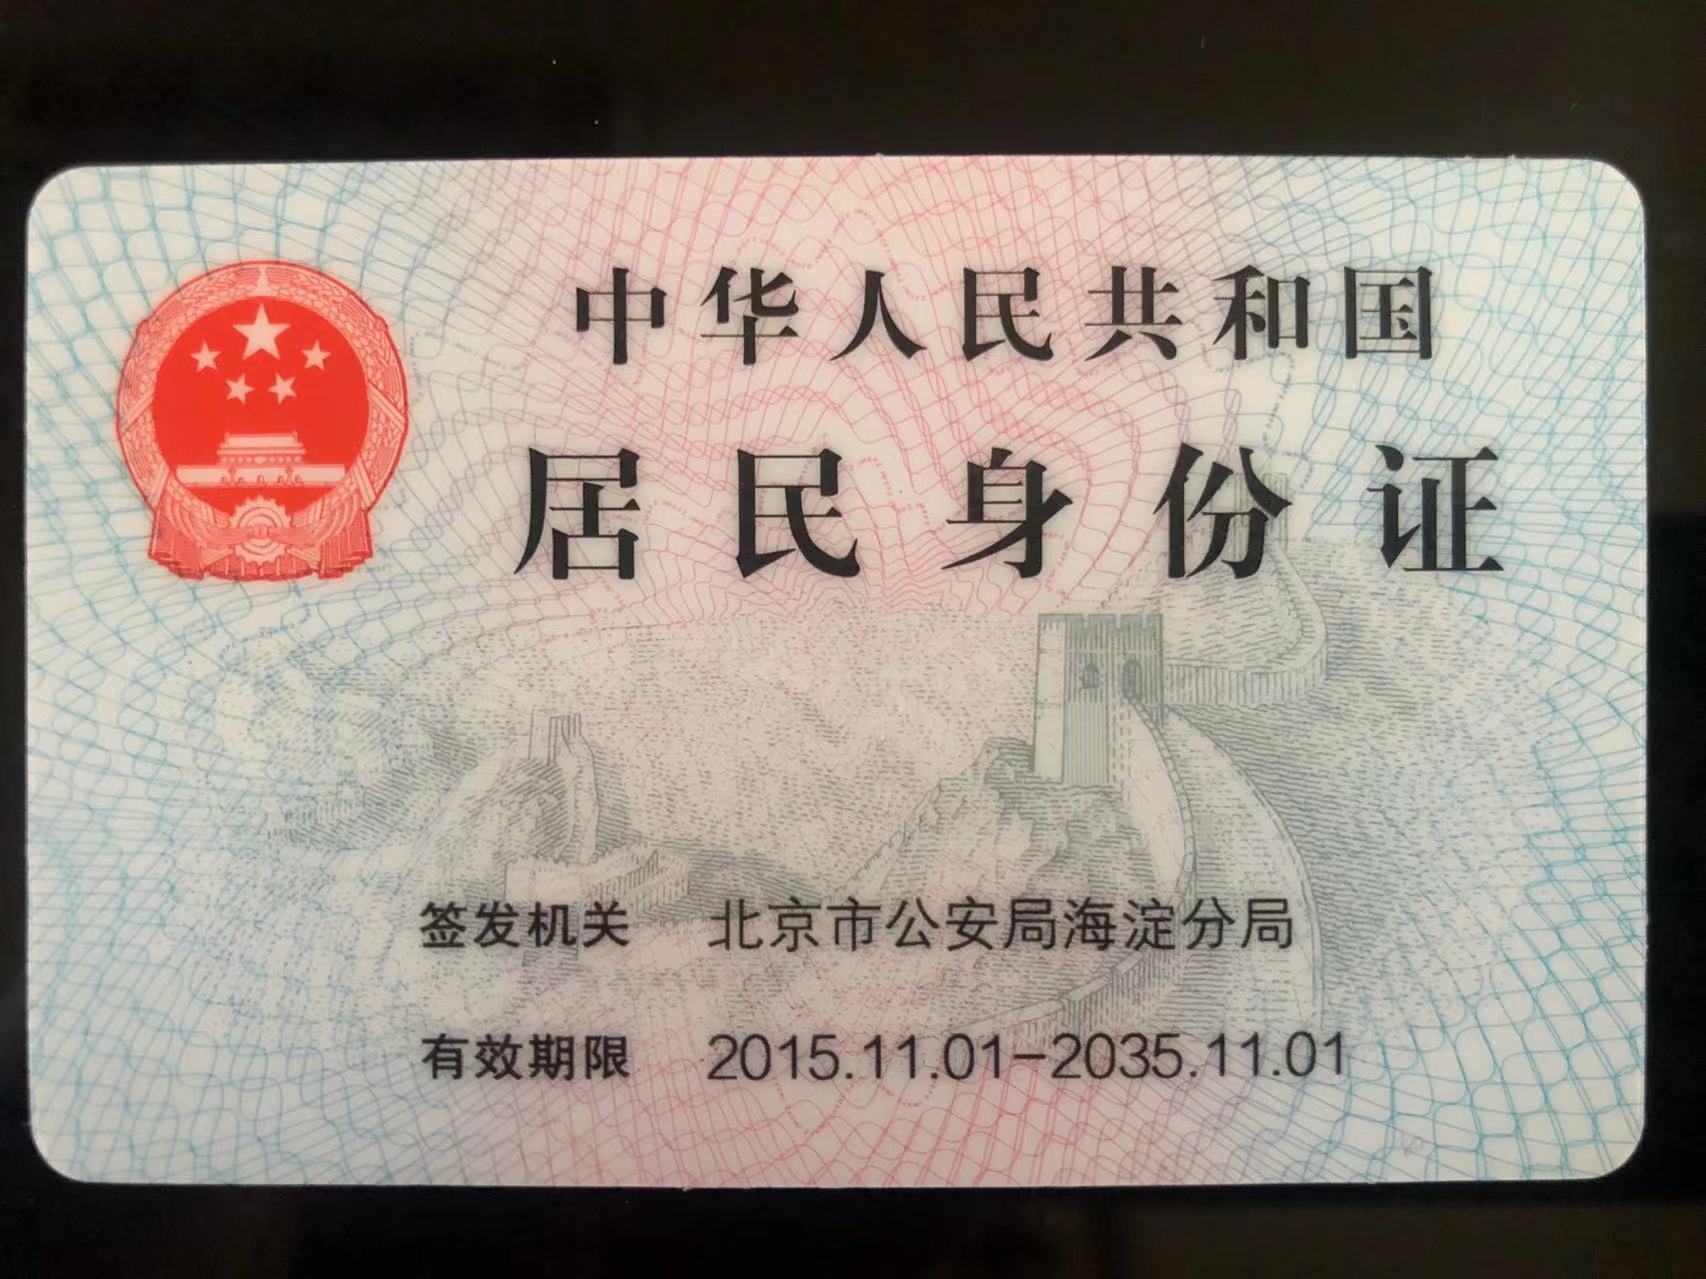 中华人民共和国
居民身份证
签发机关 北京市公安局海淀分局
有效期限 2015.11.01-2035.11.01